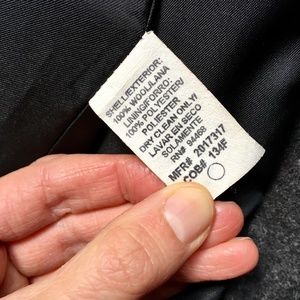 SHELL/EXTERIOR:
100% WOOL/LANA
LINING/FORRO:
100% POLYESTER/
POLIESTER
DRY CLEAN ONLY/
LAVAR EN SECO
SOLAMENTE
RN# 94468
MFR# 2017317
COB# 134F